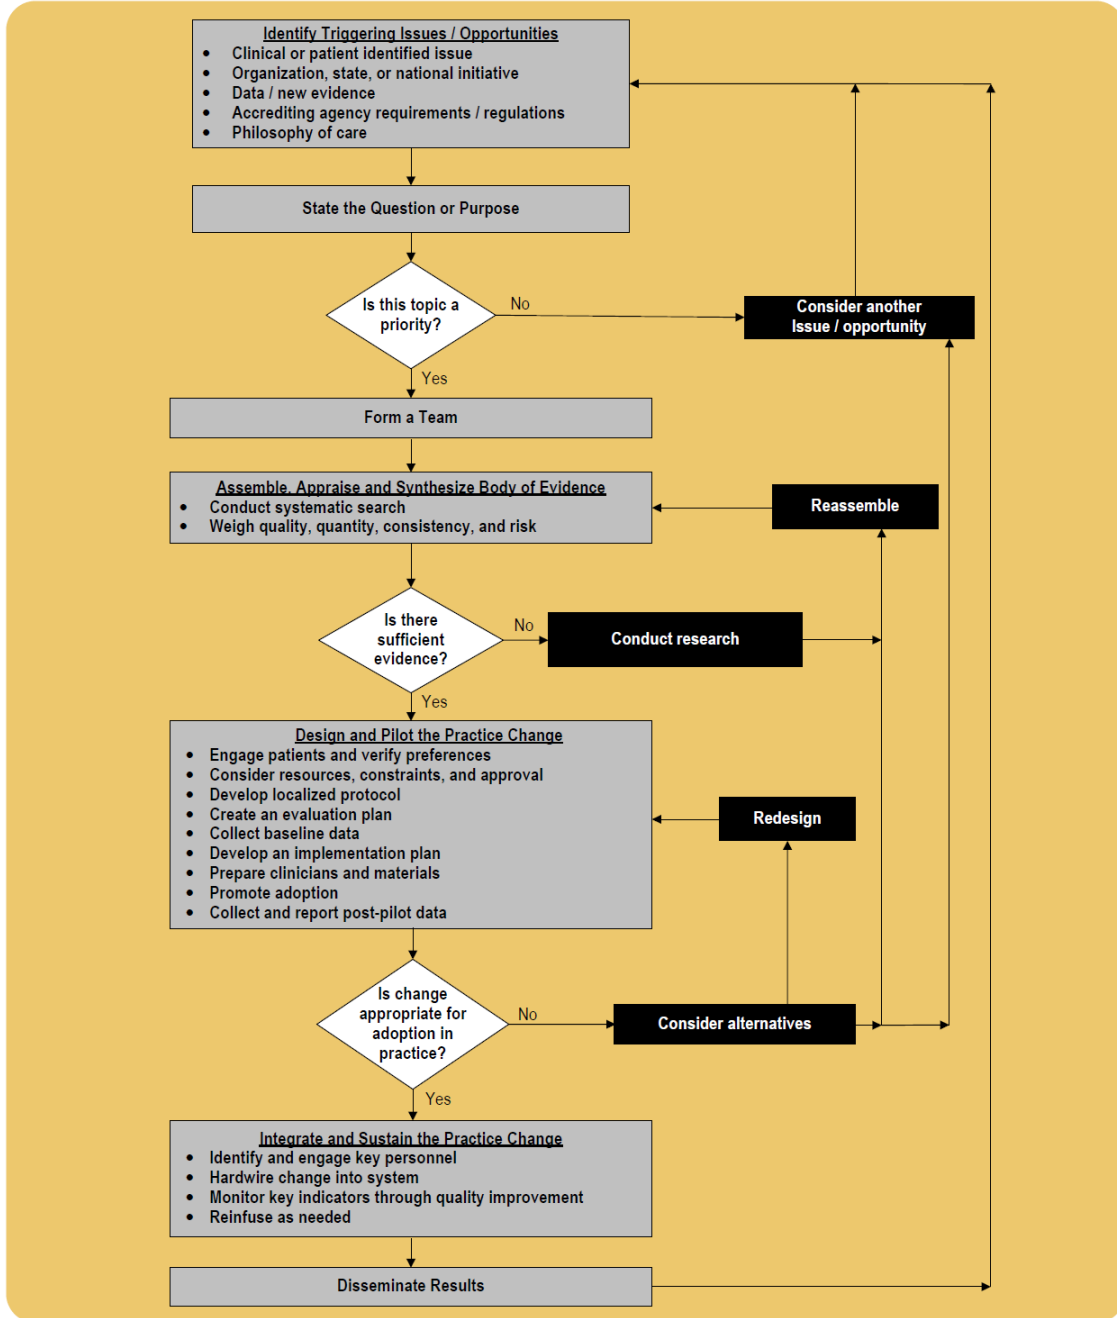 Identify Triggering Issues / Opportunities
• Clinical or patient identified issue
• Organization, state, or national initiative
• Data / new evidence
• Accrediting agency requirements / regulations
• Philosophy of care
State the Question or Purpose
Is this topic a
priority?
No
Consider another
Issue / opportunity
Yes
Form a Team
Assemble, Appraise and Synthesize Body of Evidence
• Conduct systematic search
• Weigh quality, quantity, consistency, and risk
Reassemble
Is there
sufficient
evidence?
No
Conduct research
Yes
Design and Pilot the Practice Change
• Engage patients and verify preferences
• Consider resources, constraints, and approval
• Develop localized protocol
• Create an evaluation plan
• Collect baseline data
• Develop an implementation plan
• Prepare clinicians and materials
• Promote adoption
• Collect and report post-pilot data
Redesign
Is change
appropriate for
adoption in
practice?
No
Consider alternatives
Yes
Integrate and Sustain the Practice Change
• Identify and engage key personnel
• Hardwire change into system
• Monitor key indicators through quality improvement
• Reinfuse as needed
Disseminate Results